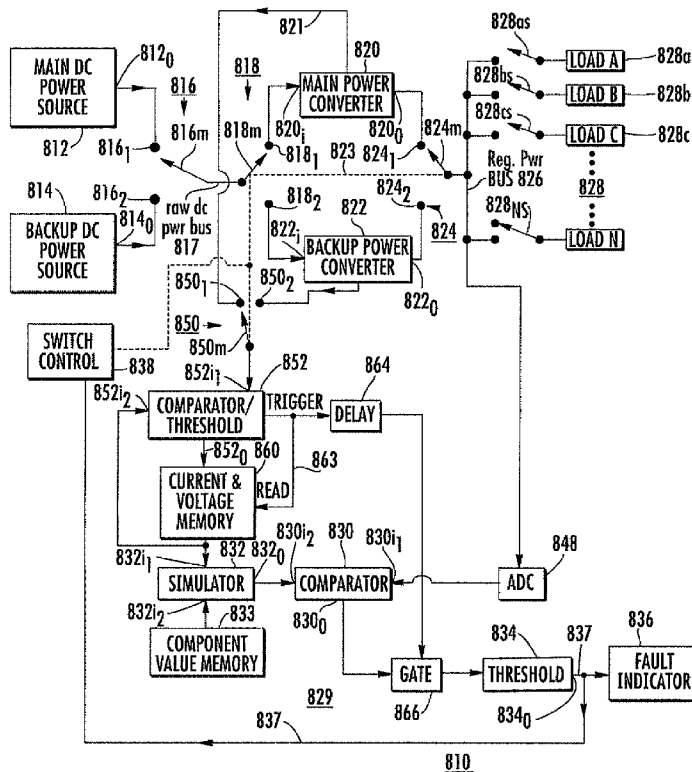 821
818
820
828as
LOAD A
828a
MAIN DC
POWER
SOURCE
812₀
812
816
816m
816₁
MAIN POWER
CONVERTER
820i
820₀
828bs
LOAD B
828b
828cs
LOAD C
828c
818m
818₁
824₁
824m
823
Reg. Pwr
BUS 826
828
816₂
814
814₀
BACKUP DC
POWER
SOURCE
raw dc
pwr bus
817
818₂
822
822i
824₂
824
BACKUP POWER
CONVERTER
822₀
828NS
LOAD N
850₁
850₂
850
850m
SWITCH
CONTROL
838
852i₁
852
852i₂
COMPARATOR/
THRESHOLD
TRIGGER
864
DELAY
852₀
860
863
CURRENT &
VOLTAGE
MEMORY
READ
832i₁
832
832₀
830i₂
830
830i₁
848
SIMULATOR
COMPARATOR
ADC
832i₂
833
830₀
COMPONENT
VALUE MEMORY
834
837
836
GATE
THRESHOLD
FAULT
INDICATOR
866
834₀
829
837
810